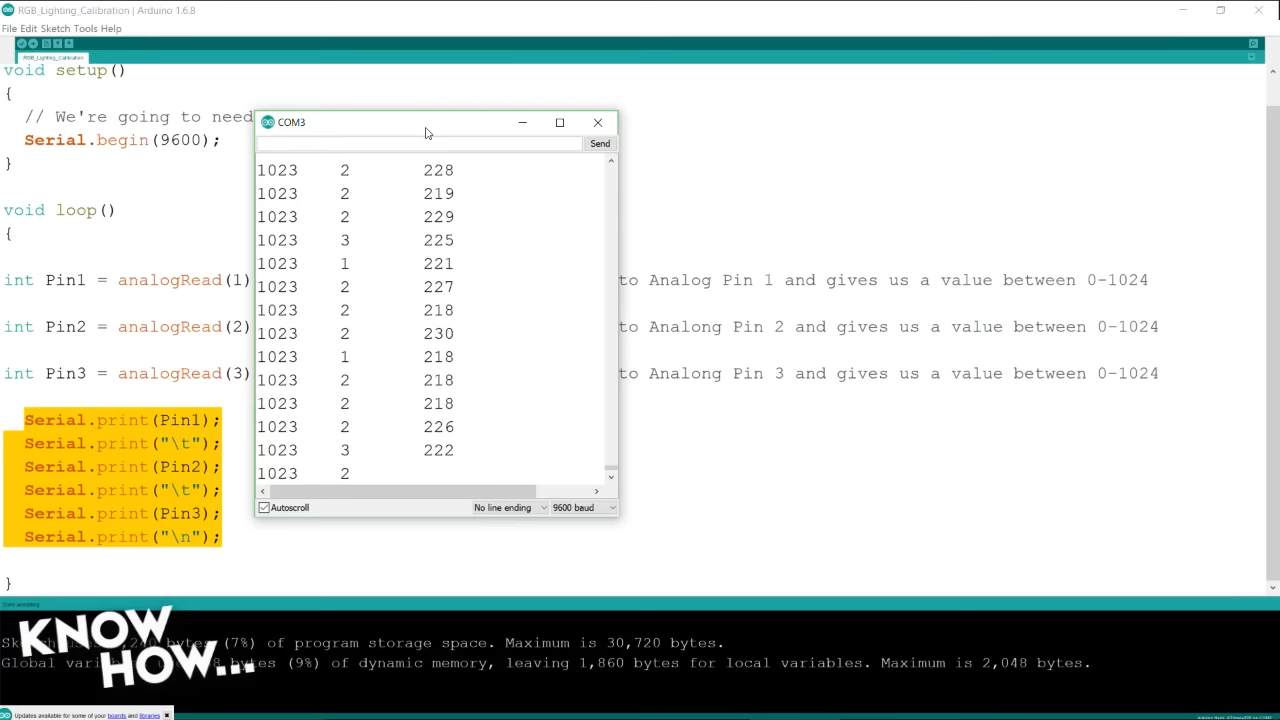 RGB_Lighting_Calibration | Arduino 1.6.8
File Edit Sketch Tools Help
RGB_Lighting_Calibration
void setup()
{
// We're going to need
Serial.begin(9600);
}
void loop()
{
int Pin1 = analogRead(1) to Analog Pin 1 and gives us a value between 0-1024
int Pin2 = analogRead(2) to Analong Pin 2 and gives us a value between 0-1024
int Pin3 = analogRead(3) to Analog Pin 3 and gives us a value between 0-1024
Serial.print(Pin1);
Serial.print("\t");
Serial.print(Pin2);
Serial.print("\t");
Serial.print(Pin3);
Serial.print("\n");
}
COM3
Send
1023 2 228
1023 2 219
1023 2 229
1023 3 225
1023 1 221
1023 2 227
1023 2 218
1023 2 230
1023 1 218
1023 2 218
1023 2 218
1023 2 226
1023 3 222
1023 2
Autoscroll
No line ending
9600 baud
Done uploading
bytes (7%) of program storage space. Maximum is 30,720 bytes.
Global bytes (9%) of dynamic memory, leaving 1,860 bytes for local variables. Maximum is 2,048 bytes.
KNOW
HOW...
Updates available for some of your boards and libraries